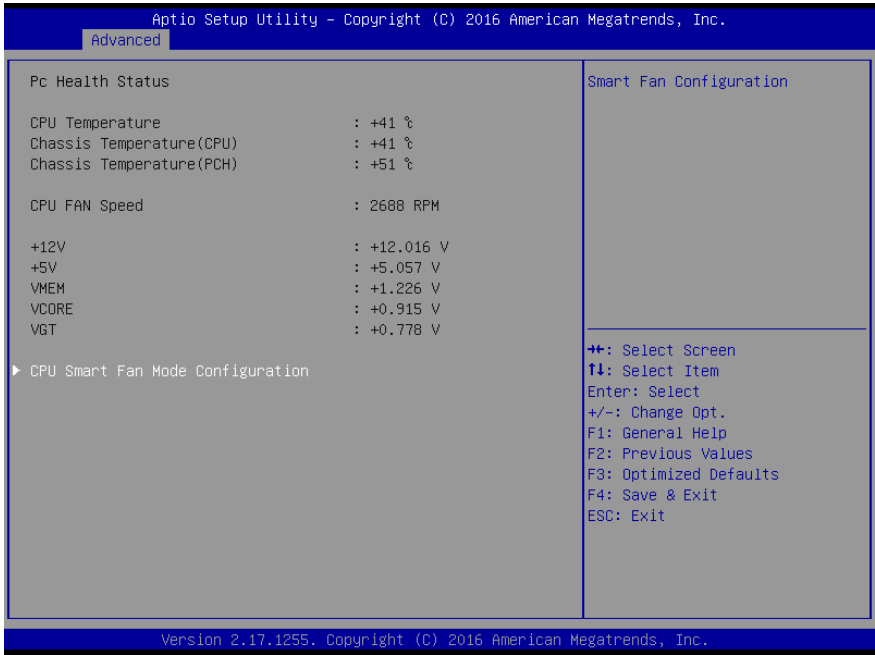 Aptio Setup Utility – Copyright (C) 2016 American Megatrends, Inc.
Advanced
Pc Health Status
CPU Temperature : +41 ℃
Chassis Temperature(CPU) : +41 ℃
Chassis Temperature(PCH) : +51 ℃
CPU FAN Speed : 2688 RPM
+12V : +12.016 V
+5V : +5.057 V
VMEM : +1.226 V
VCORE : +0.915 V
VGT : +0.778 V
▶ CPU Smart Fan Mode Configuration
Smart Fan Configuration
→←: Select Screen
↑↓: Select Item
Enter: Select
+/-: Change Opt.
F1: General Help
F2: Previous Values
F3: Optimized Defaults
F4: Save & Exit
ESC: Exit
Version 2.17.1255. Copyright (C) 2016 American Megatrends, Inc.